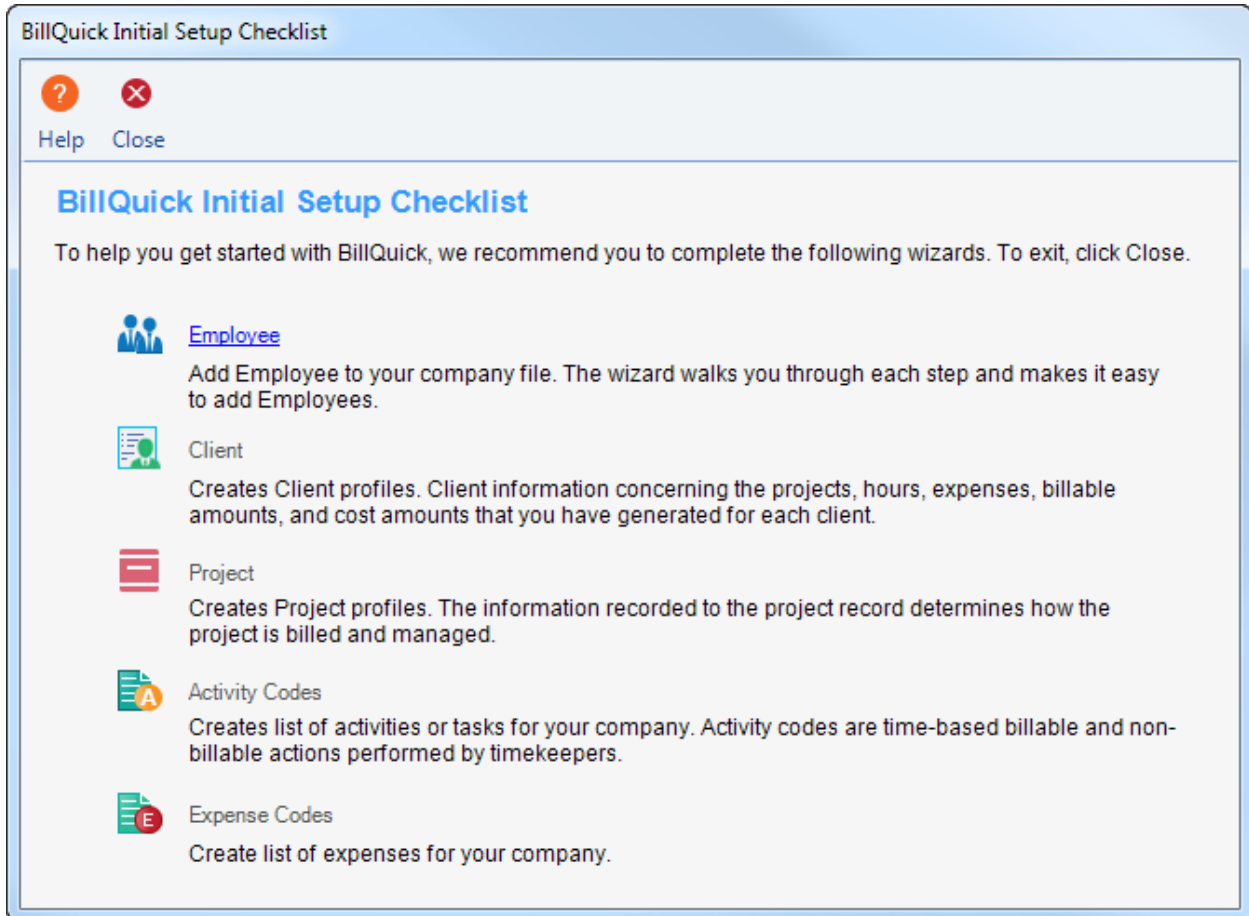 BillQuick Initial Setup Checklist
?
Help Close
BillQuick Initial Setup Checklist
To help you get started with BillQuick, we recommend you to complete the following wizards. To exit, click Close.
Employee
Add Employee to your company file. The wizard walks you through each step and makes it easy
to add Employees.
Client
Creates Client profiles. Client information concerning the projects, hours, expenses, billable
amounts, and cost amounts that you have generated for each client.
Project
Creates Project profiles. The information recorded to the project record determines how the
project is billed and managed.
A
Activity Codes
Creates list of activities or tasks for your company. Activity codes are time-based billable and non-
billable actions performed by timekeepers.
E
Expense Codes
Create list of expenses for your company.